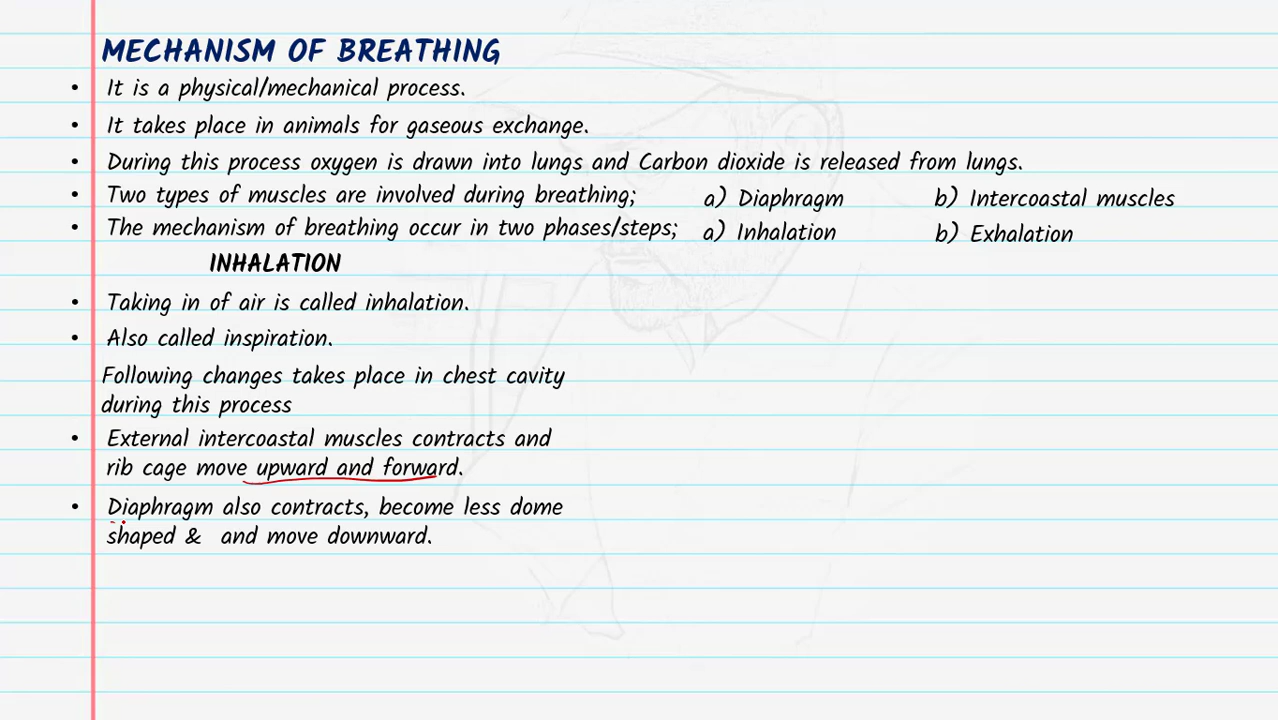 MECHANISM OF BREATHING
• It is a physical/mechanical process.
• It takes place in animals for gaseous exchange.
• During this process oxygen is drawn into lungs and Carbon dioxide is released from lungs.
• Two types of muscles are involved during breathing; a) Diaphragm b) Intercoastal muscles
• The mechanism of breathing occur in two phases/steps; a) Inhalation b) Exhalation
INHALATION
• Taking in of air is called inhalation.
• Also called inspiration.
Following changes takes place in chest cavity
during this process
• External intercoastal muscles contracts and
rib cage move upward and forward.
• Diaphragm also contracts, become less dome
shaped & and move downward.